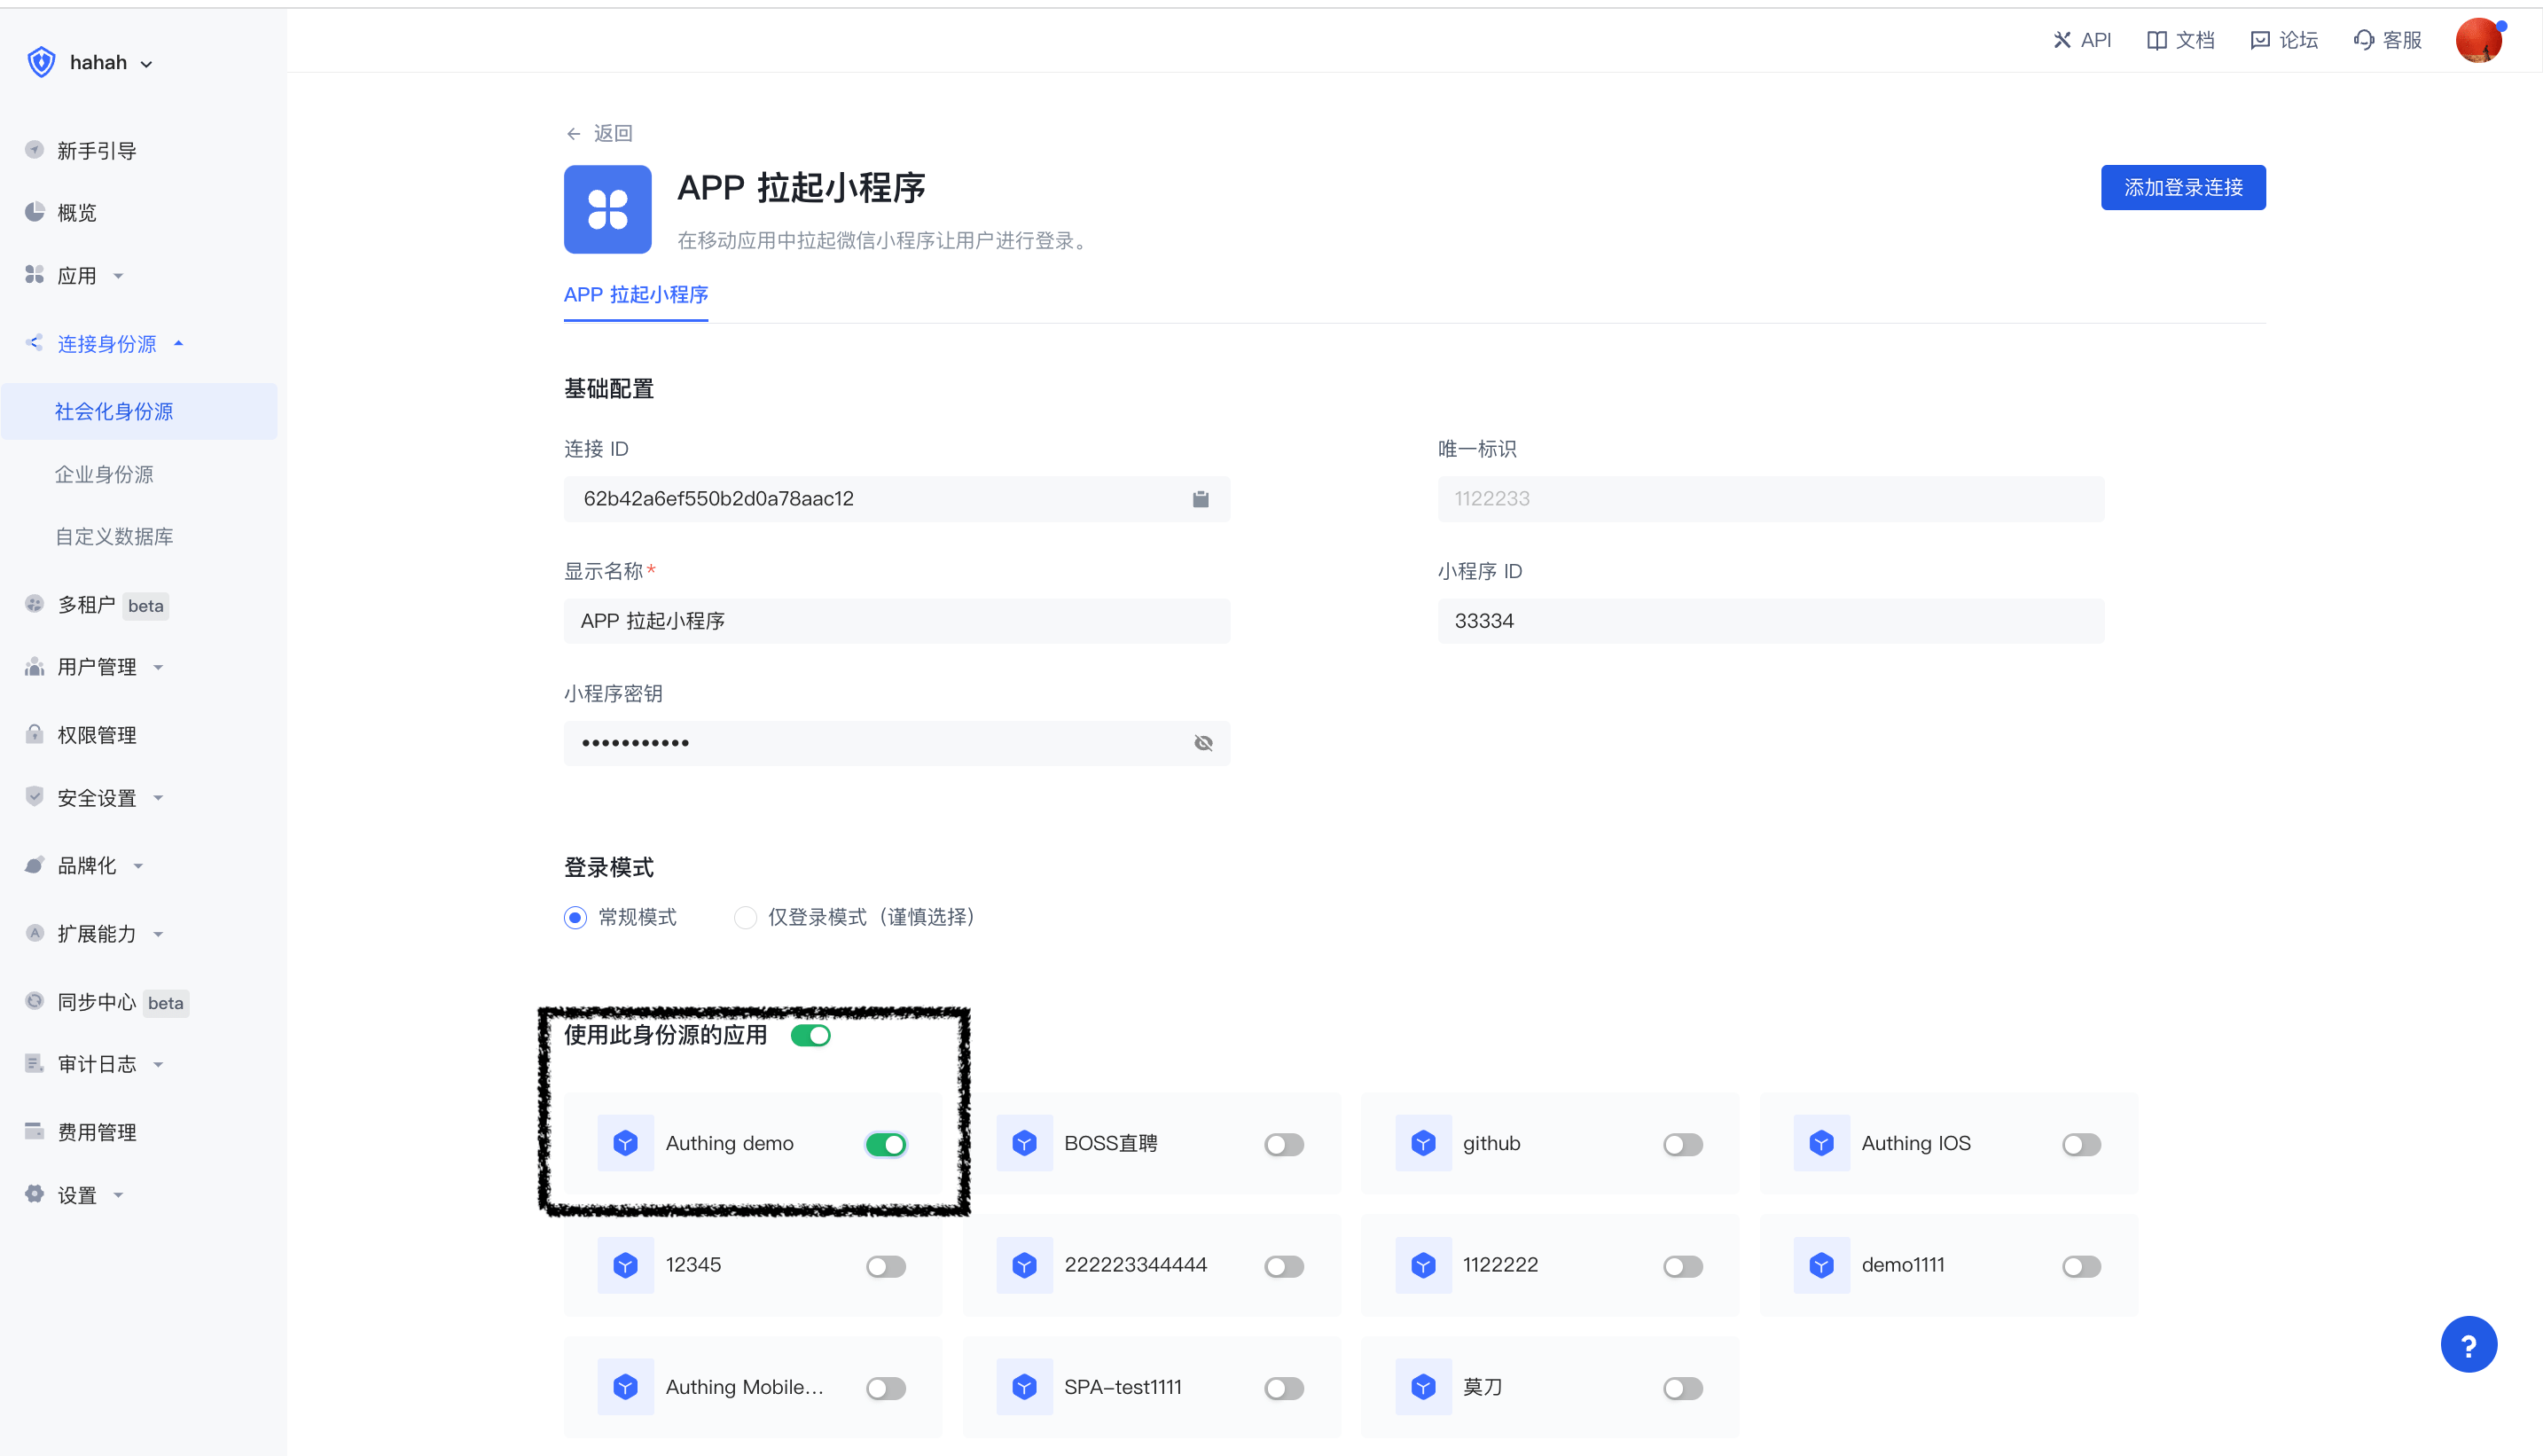 hahah
API
文档
论坛
客服
新手引导
概览
应用
连接身份源
社会化身份源
企业身份源
自定义数据库
多租户 beta
用户管理
权限管理
安全设置
品牌化
扩展能力
同步中心 beta
审计日志
费用管理
设置
返回
APP 拉起小程序
在移动应用中拉起微信小程序让用户进行登录。
添加登录连接
APP 拉起小程序
基础配置
连接 ID
唯一标识
62b42a6ef550b2d0a78aac12
1122233
显示名称*
小程序 ID
APP 拉起小程序
33334
小程序密钥
•••••••••••
登录模式
常规模式
仅登录模式（谨慎选择）
使用此身份源的应用
Authing demo
BOSS直聘
github
Authing IOS
12345
222223344444
1122222
demo1111
Authing Mobile...
SPA-test1111
莫刀
?